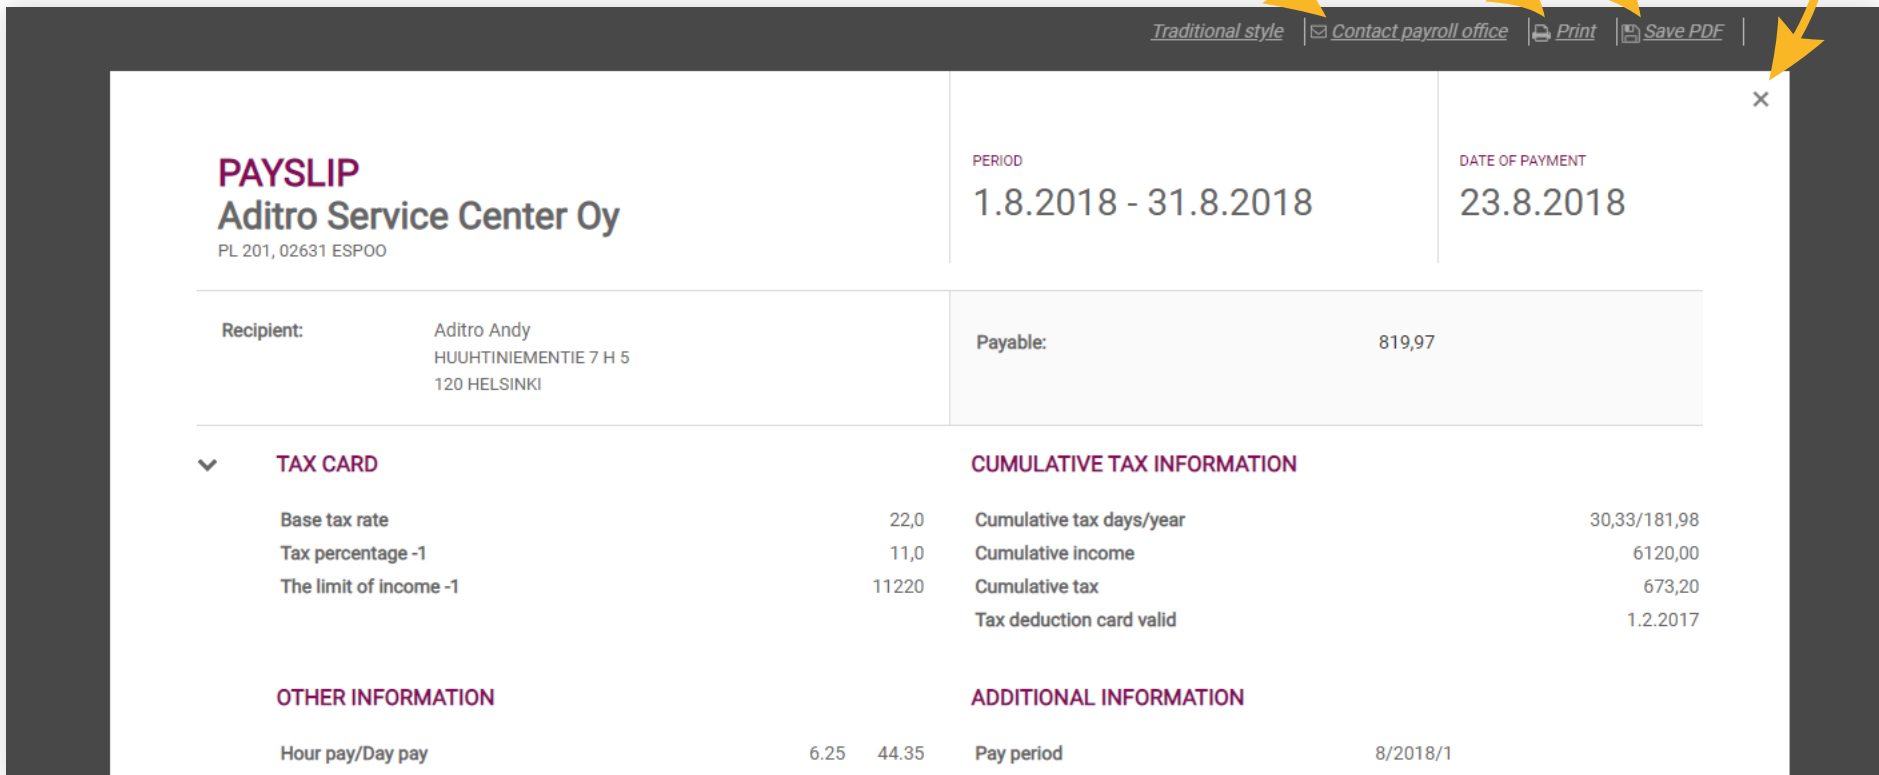 Traditional style Contact payroll office Print Save PDF
PAYSLIP
Aditro Service Center Oy
PL 201, 02631 ESPOO
PERIOD
1.8.2018 - 31.8.2018
DATE OF PAYMENT
23.8.2018
Recipient: Aditro Andy
HUUHTINIEMENTIE 7 H 5
120 HELSINKI
Payable: 819,97
TAX CARD
Base tax rate 22,0
Tax percentage -1 11,0
The limit of income -1 11220
CUMULATIVE TAX INFORMATION
Cumulative tax days/year 30,33/181,98
Cumulative income 6120,00
Cumulative tax 673,20
Tax deduction card valid 1.2.2017
OTHER INFORMATION
Hour pay/Day pay 6.25 44.35
ADDITIONAL INFORMATION
Pay period 8/2018/1